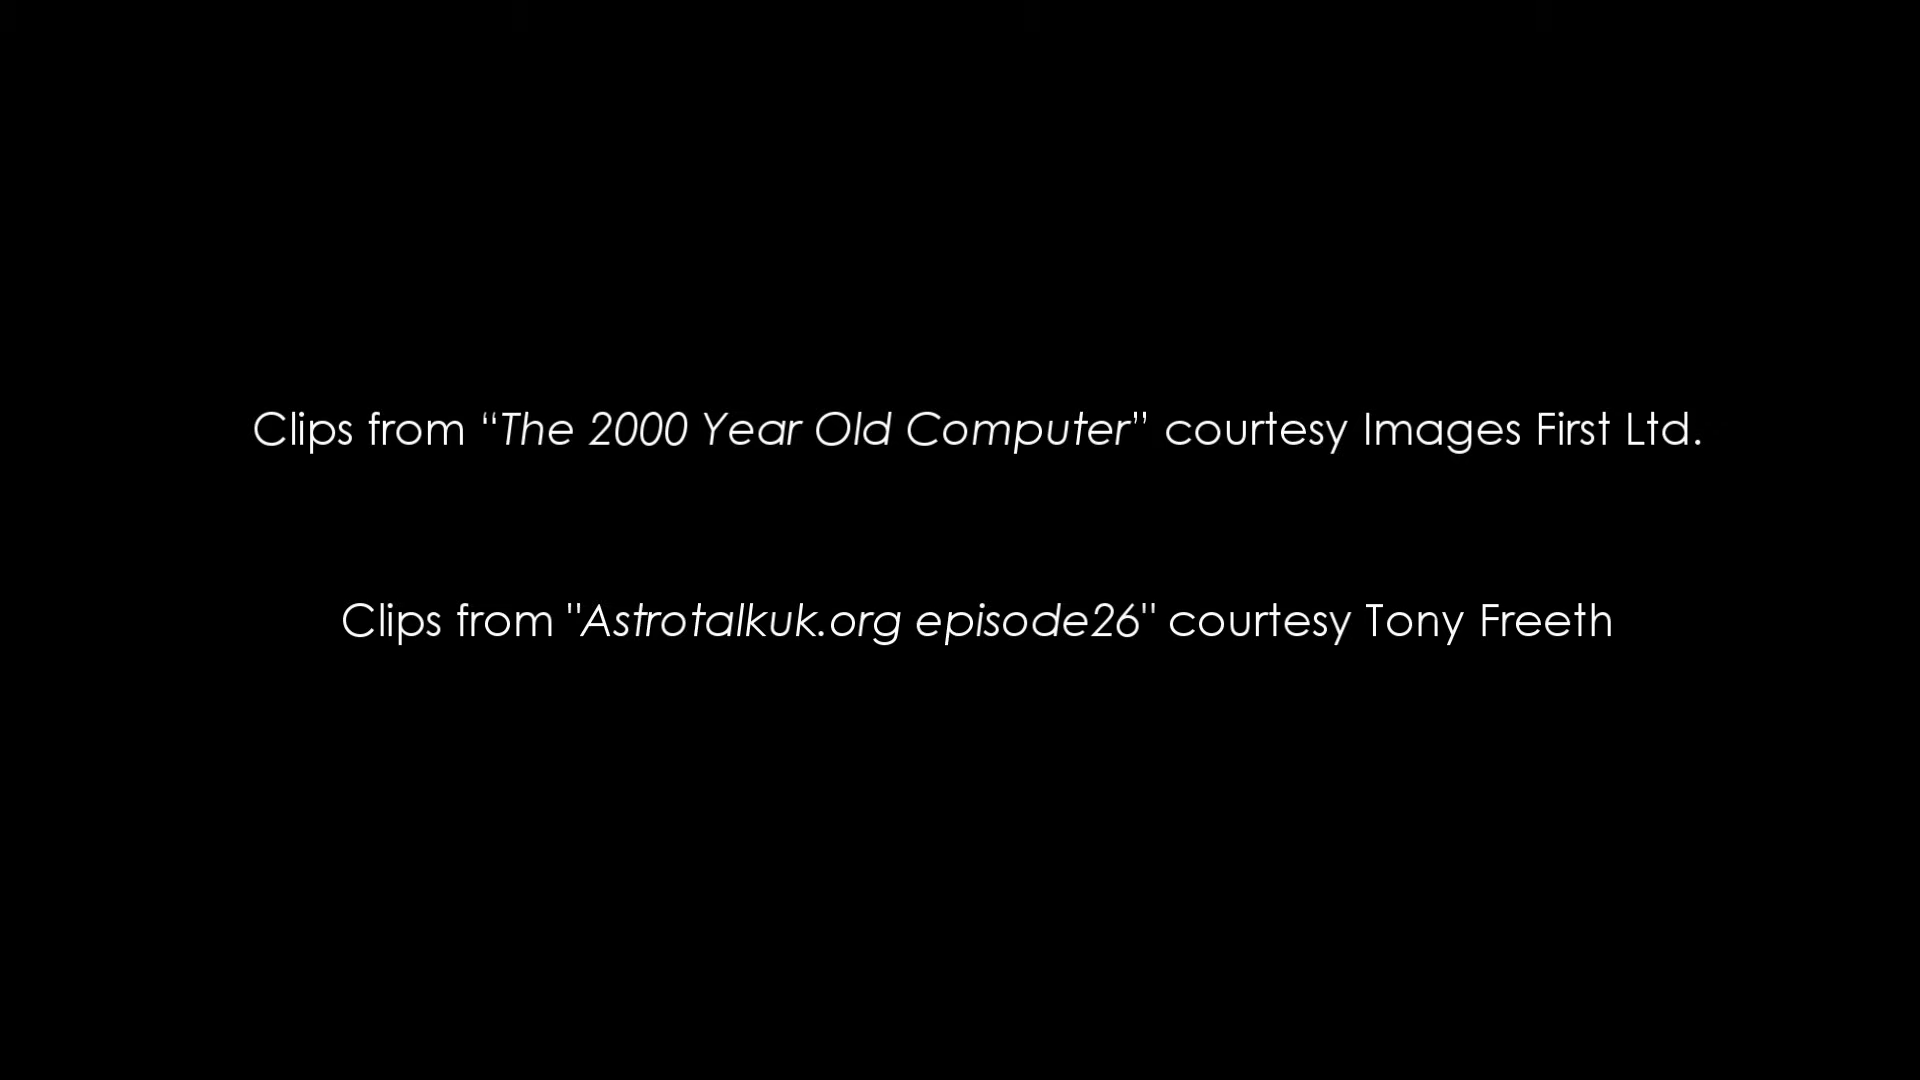 Clips from “The 2000 Year Old Computer” courtesy Images First Ltd.
Clips from "Astrotalkuk.org episode26" courtesy Tony Freeth